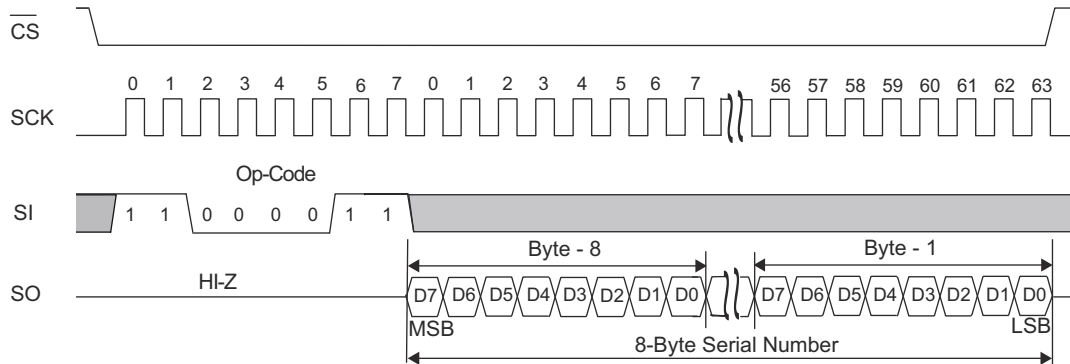 CS
0 1 2 3 4 5 6 7 0 1 2 3 4 5 6 7 56 57 58 59 60 61 62 63
SCK
Op-Code
SI 1 1 0 0 0 0 1 1
Byte - 8 Byte - 1
HI-Z
SO D7 D6 D5 D4 D3 D2 D1 D0 D7 D6 D5 D4 D3 D2 D1 D0
MSB LSB
8-Byte Serial Number